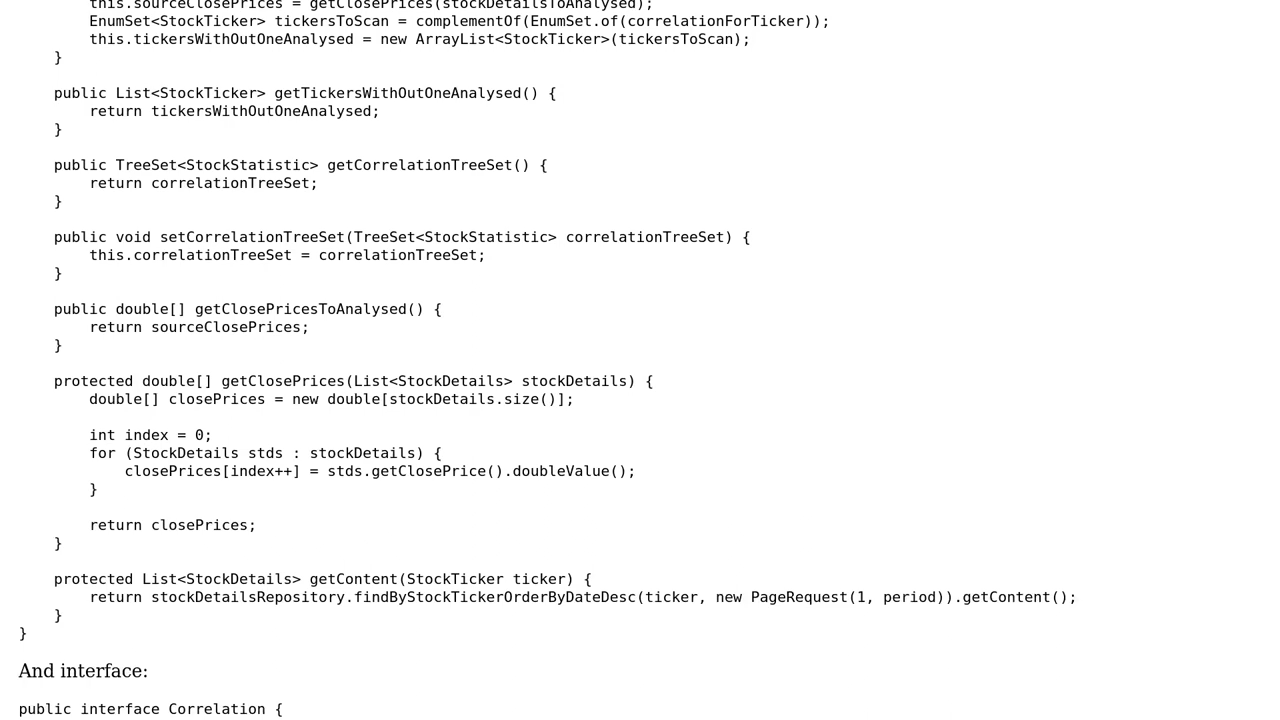 this.sourceClosePrices = getClosePrices(stockDetailsToAnalysed);
EnumSet<StockTicker> tickersToScan = complementOf(EnumSet.of(correlationForTicker));
this.tickersWithOutOneAnalysed = new ArrayList<StockTicker>(tickersToScan);
}
public List<StockTicker> getTickersWithOutOneAnalysed() {
return tickersWithOutOneAnalysed;
}
public TreeSet<StockStatistic> getCorrelationTreeSet() {
return correlationTreeSet;
}
public void setCorrelationTreeSet(TreeSet<StockStatistic> correlationTreeSet) {
this.correlationTreeSet = correlationTreeSet;
}
public double[] getClosePricesToAnalysed() {
return sourceClosePrices;
}
protected double[] getClosePrices(List<StockDetails> stockDetails) {
double[] closePrices = new double[stockDetails.size()];
int index = 0;
for (StockDetails stds : stockDetails) {
closePrices[index++] = stds.getClosePrice().doubleValue();
}
return closePrices;
}
protected List<StockDetails> getContent(StockTicker ticker) {
return stockDetailsRepository.findByStockTickerOrderByDateDesc(ticker, new PageRequest(1, period)).getContent();
}
}
And interface:
public interface Correlation {